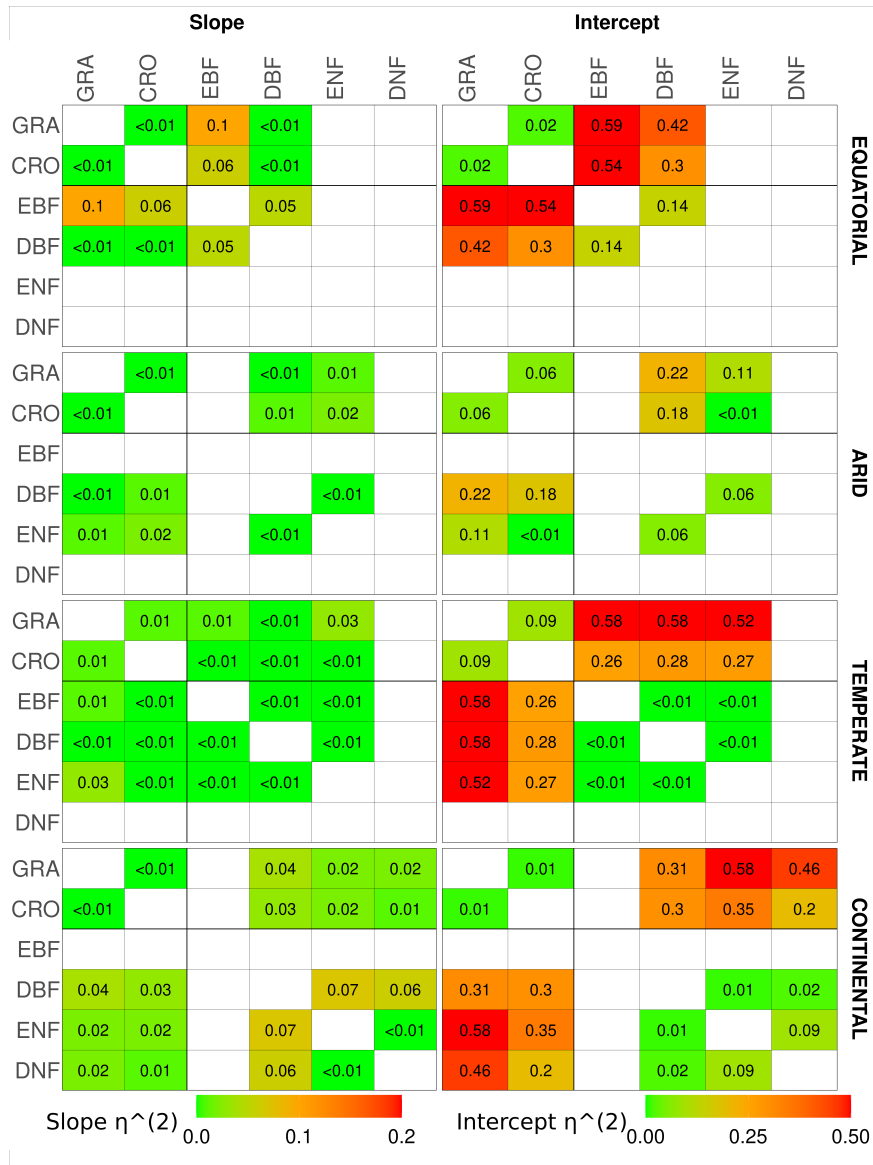 Slope Intercept
GRA CRO EBF DBF ENF DNF GRA CRO EBF DBF ENF DNF
GRA <0.01 0.1 <0.01 0.02 0.59 0.42
CRO <0.01 0.06 <0.01 0.02 0.54 0.3
EBF 0.1 0.06 0.05 0.59 0.54 0.14
DBF <0.01 <0.01 0.05 0.42 0.3 0.14
ENF
DNF
EQUATORIAL
GRA <0.01 <0.01 0.01 0.06 0.22 0.11
CRO <0.01 0.01 0.02 0.06 0.18 <0.01
EBF
DBF <0.01 0.01 <0.01 0.22 0.18 0.06
ENF 0.01 0.02 <0.01 0.11 <0.01 0.06
DNF
ARID
GRA 0.01 0.01 <0.01 0.03 0.09 0.58 0.58 0.52
CRO 0.01 <0.01 <0.01 <0.01 0.09 0.26 0.28 0.27
EBF 0.01 <0.01 <0.01 <0.01 0.58 0.26 <0.01 <0.01
DBF <0.01 <0.01 <0.01 <0.01 0.58 0.28 <0.01 <0.01
ENF 0.03 <0.01 <0.01 <0.01 0.52 0.27 <0.01 <0.01
DNF
TEMPERATE
GRA <0.01 0.04 0.02 0.02 0.01 0.31 0.58 0.46
CRO <0.01 0.03 0.02 0.01 0.01 0.3 0.35 0.2
EBF
DBF 0.04 0.03 0.07 0.06 0.31 0.3 0.01 0.02
ENF 0.02 0.02 0.07 <0.01 0.58 0.35 0.01 0.09
DNF 0.02 0.01 0.06 <0.01 0.46 0.2 0.02 0.09
CONTINENTAL
Slope η^(2) 0.0 0.1 0.2 Intercept η^(2) 0.00 0.25 0.50